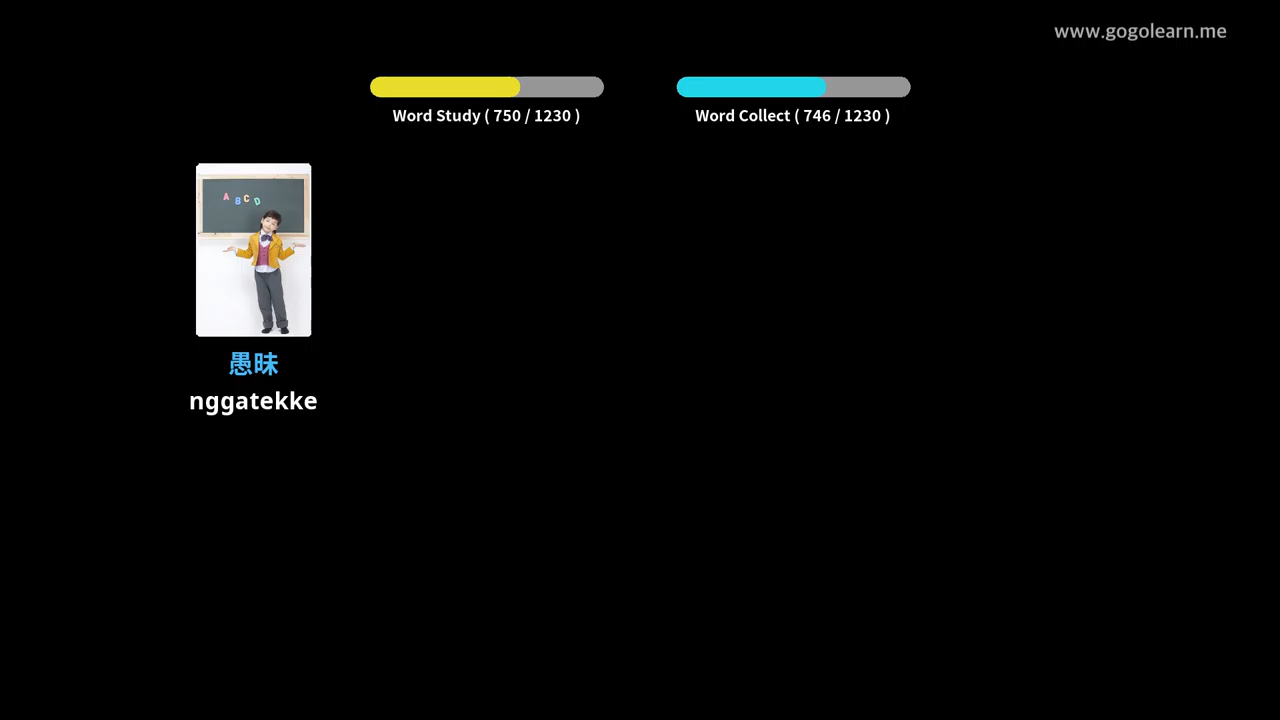 www.gogolearn.me
Word Study ( 750 / 1230 )
Word Collect ( 746 / 1230 )
A B C D
愚昧
nggatekke